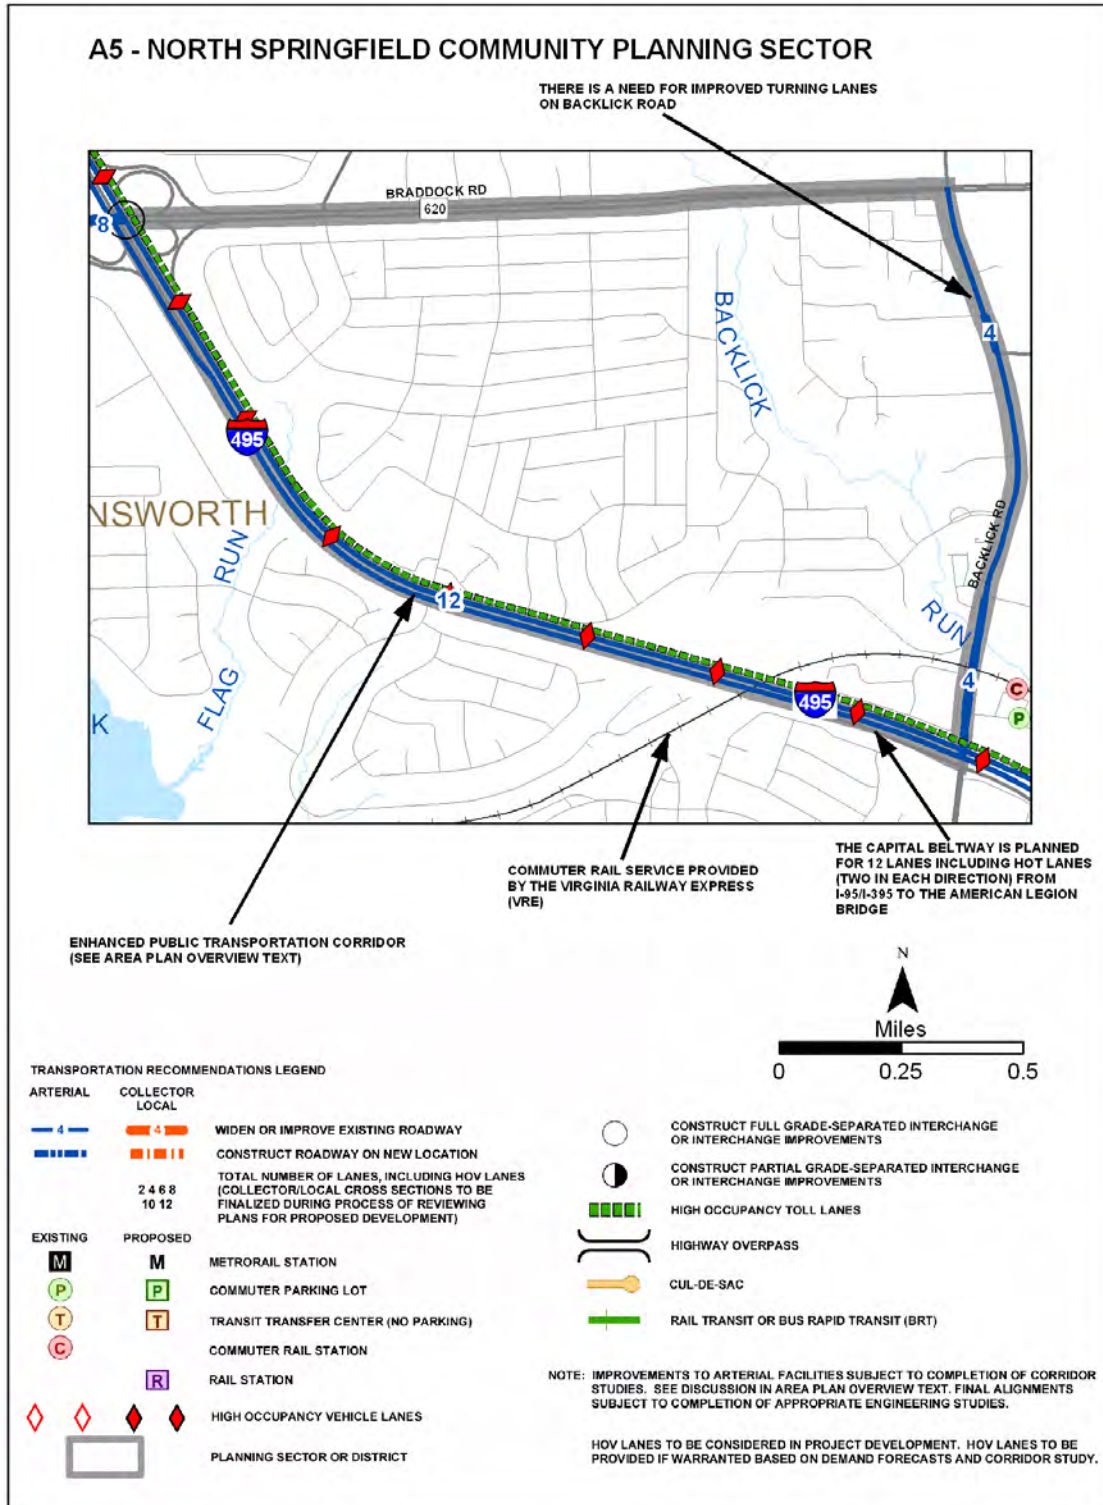 A5 - NORTH SPRINGFIELD COMMUNITY PLANNING SECTOR
THERE IS A NEED FOR IMPROVED TURNING LANES
ON BACKLICK ROAD
BRADDOCK RD
620
8
BACKLICK
4
495
NSWORTH
RUN
BACKLICK RD
12
RUN
FLAG
4
C
495
P
K
THE CAPITAL BELTWAY IS PLANNED
FOR 12 LANES INCLUDING HOT LANES
(TWO IN EACH DIRECTION) FROM
I-95/I-395 TO THE AMERICAN LEGION
BRIDGE
COMMUTER RAIL SERVICE PROVIDED
BY THE VIRGINIA RAILWAY EXPRESS
(VRE)
ENHANCED PUBLIC TRANSPORTATION CORRIDOR
(SEE AREA PLAN OVERVIEW TEXT)
N
Miles
0 0.25 0.5
TRANSPORTATION RECOMMENDATIONS LEGEND
ARTERIAL COLLECTOR
LOCAL
4 4 WIDEN OR IMPROVE EXISTING ROADWAY
CONSTRUCT ROADWAY ON NEW LOCATION
2 4 6 8
10 12
TOTAL NUMBER OF LANES, INCLUDING HOV LANES
(COLLECTOR/LOCAL CROSS SECTIONS TO BE
FINALIZED DURING PROCESS OF REVIEWING
PLANS FOR PROPOSED DEVELOPMENT)
EXISTING PROPOSED
M M METRORAIL STATION
P P COMMUTER PARKING LOT
T T TRANSIT TRANSFER CENTER (NO PARKING)
C COMMUTER RAIL STATION
R RAIL STATION
HIGH OCCUPANCY VEHICLE LANES
PLANNING SECTOR OR DISTRICT
CONSTRUCT FULL GRADE-SEPARATED INTERCHANGE
OR INTERCHANGE IMPROVEMENTS
CONSTRUCT PARTIAL GRADE-SEPARATED INTERCHANGE
OR INTERCHANGE IMPROVEMENTS
HIGH OCCUPANCY TOLL LANES
HIGHWAY OVERPASS
CUL-DE-SAC
RAIL TRANSIT OR BUS RAPID TRANSIT (BRT)
NOTE: IMPROVEMENTS TO ARTERIAL FACILITIES SUBJECT TO COMPLETION OF CORRIDOR
STUDIES. SEE DISCUSSION IN AREA PLAN OVERVIEW TEXT. FINAL ALIGNMENTS
SUBJECT TO COMPLETION OF APPROPRIATE ENGINEERING STUDIES.
HOV LANES TO BE CONSIDERED IN PROJECT DEVELOPMENT. HOV LANES TO BE
PROVIDED IF WARRANTED BASED ON DEMAND FORECASTS AND CORRIDOR STUDY.